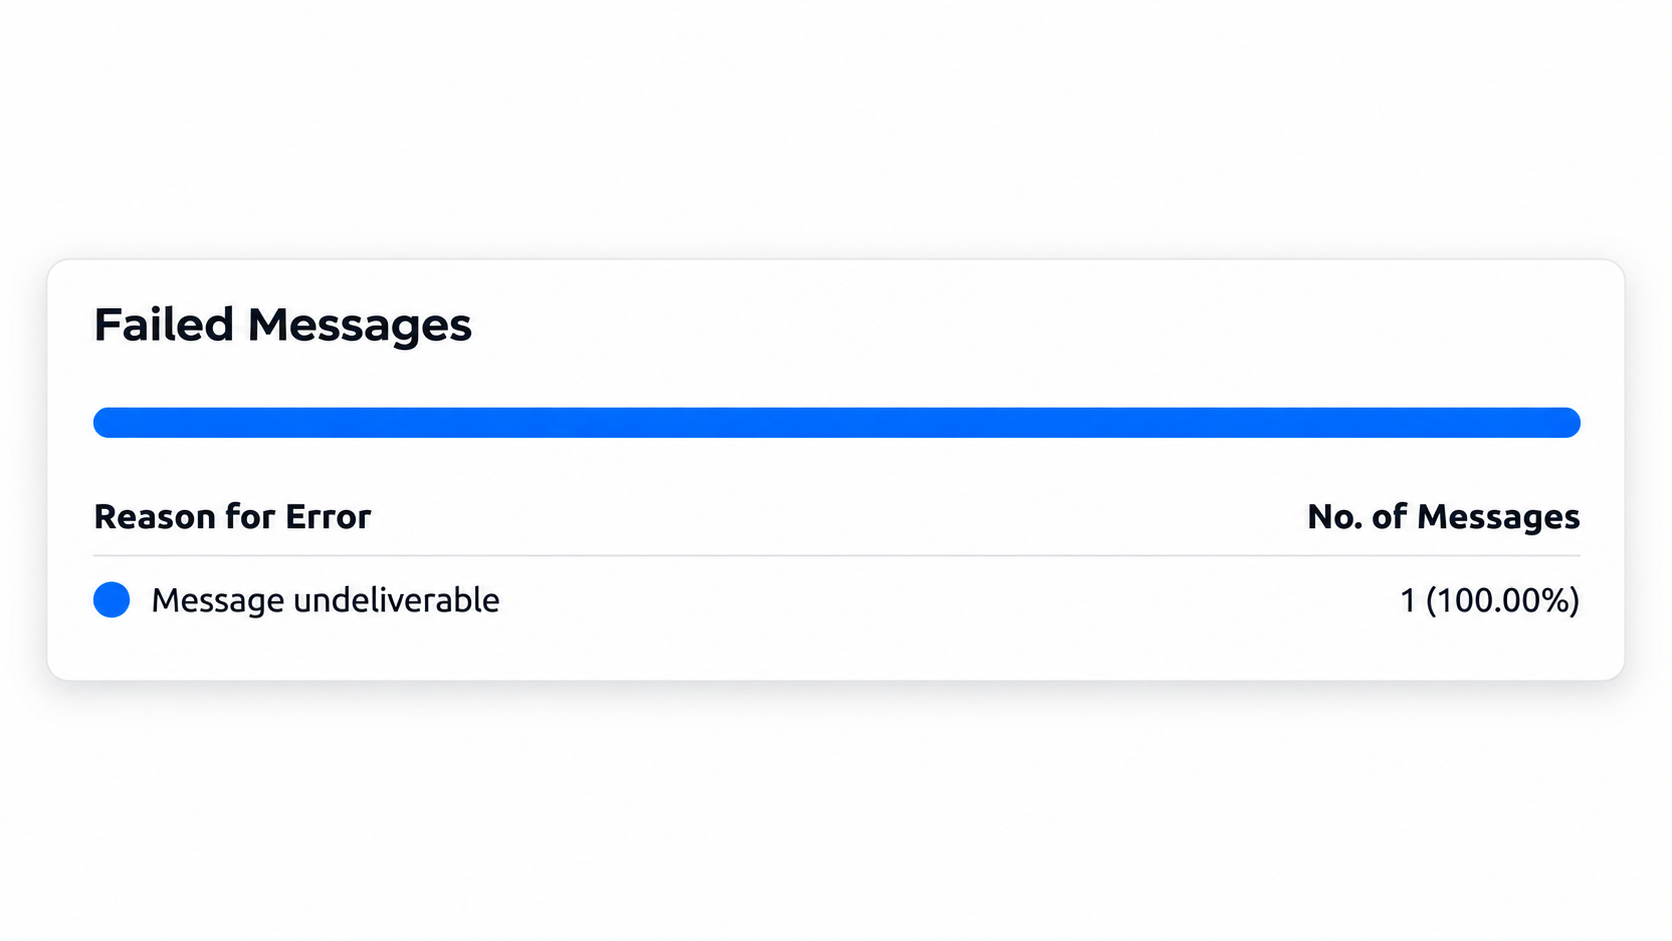 Failed Messages
Reason for Error No. of Messages
Message undeliverable 1 (100.00%)